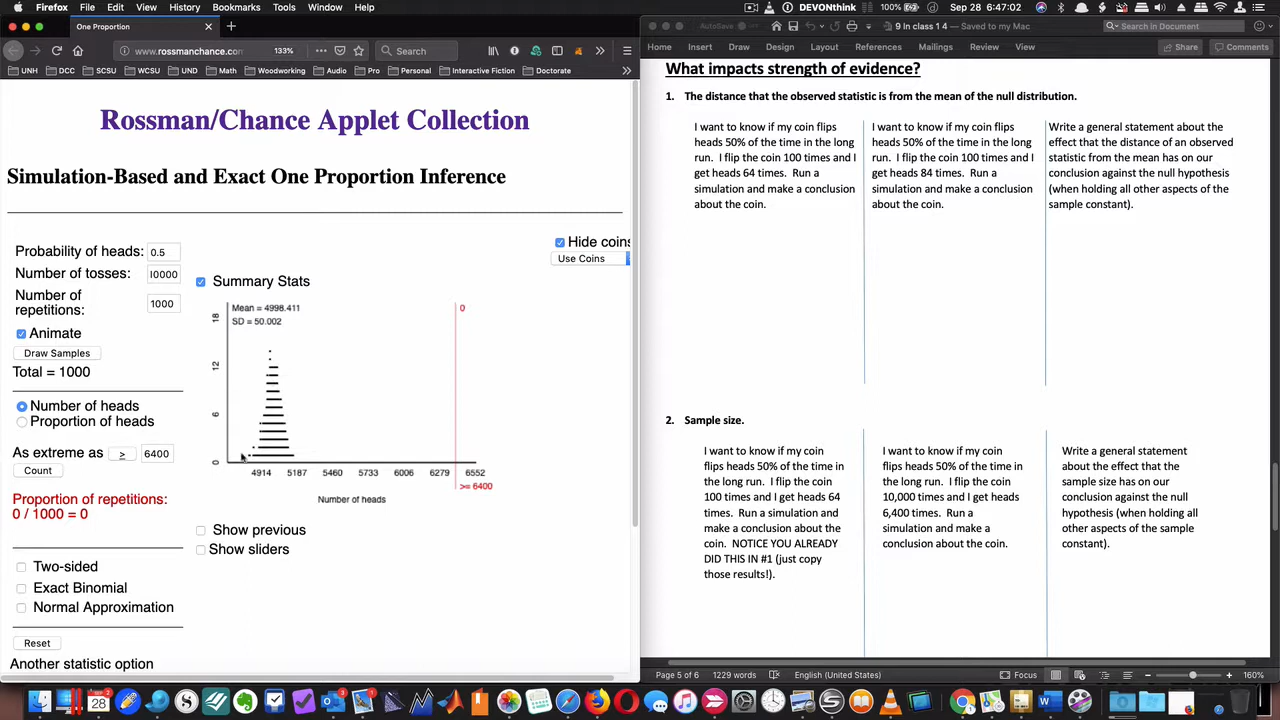 Firefox File Edit View History Bookmarks Tools Window Help DEVONthink 100% Sep 28 6:47:02
One Proportion
www.rossmanchance.con 133% Search
UNH DCC SCSU WCSU UND Math Woodworking Audio Pro Personal Interactive Fiction Doctorate
Rossman/Chance Applet Collection
Simulation-Based and Exact One Proportion Inference
Hide coins
Use Coins
Probability of heads: 0.5
Number of tosses: 10000
Number of
repetitions: 1000
Animate
Draw Samples
Total = 1000
Number of heads
Proportion of heads
As extreme as ≥ 6400
Count
Proportion of repetitions:
0 / 1000 = 0
Two-sided
Exact Binomial
Normal Approximation
Reset
Another statistic option
Summary Stats
Mean = 4998.411
SD = 50.002
0
18
12
6
0
4914 5187 5460 5733 6006 6279 6552
>= 6400
Number of heads
Show previous
Show sliders
AutoSave 9 In class 1 4 — Saved to my Mac Search in Document
Home Insert Draw Design Layout References Mailings Review View Share Comments
What impacts strength of evidence?
1. The distance that the observed statistic is from the mean of the null distribution.
I want to know if my coin flips
heads 50% of the time in the long
run. I flip the coin 100 times and I
get heads 64 times. Run a
simulation and make a conclusion
about the coin.
I want to know if my coin flips
heads 50% of the time in the long
run. I flip the coin 100 times and I
get heads 84 times. Run a
simulation and make a conclusion
about the coin.
Write a general statement about the
effect that the distance of an observed
statistic from the mean has on our
conclusion against the null hypothesis
(when holding all other aspects of the
sample constant).
2. Sample size.
I want to know if my coin
flips heads 50% of the time in
the long run. I flip the coin
100 times and I get heads 64
times. Run a simulation and
make a conclusion about the
coin. NOTICE YOU ALREADY
DID THIS IN #1 (just copy
those results!).
I want to know if my coin
flips heads 50% of the time in
the long run. I flip the coin
10,000 times and I get heads
6,400 times. Run a
simulation and make a
conclusion about the coin.
Write a general statement
about the effect that the
sample size has on our
conclusion against the null
hypothesis (when holding all
other aspects of the sample
constant).
Page 5 of 6 1229 words English (United States) Focus 160%